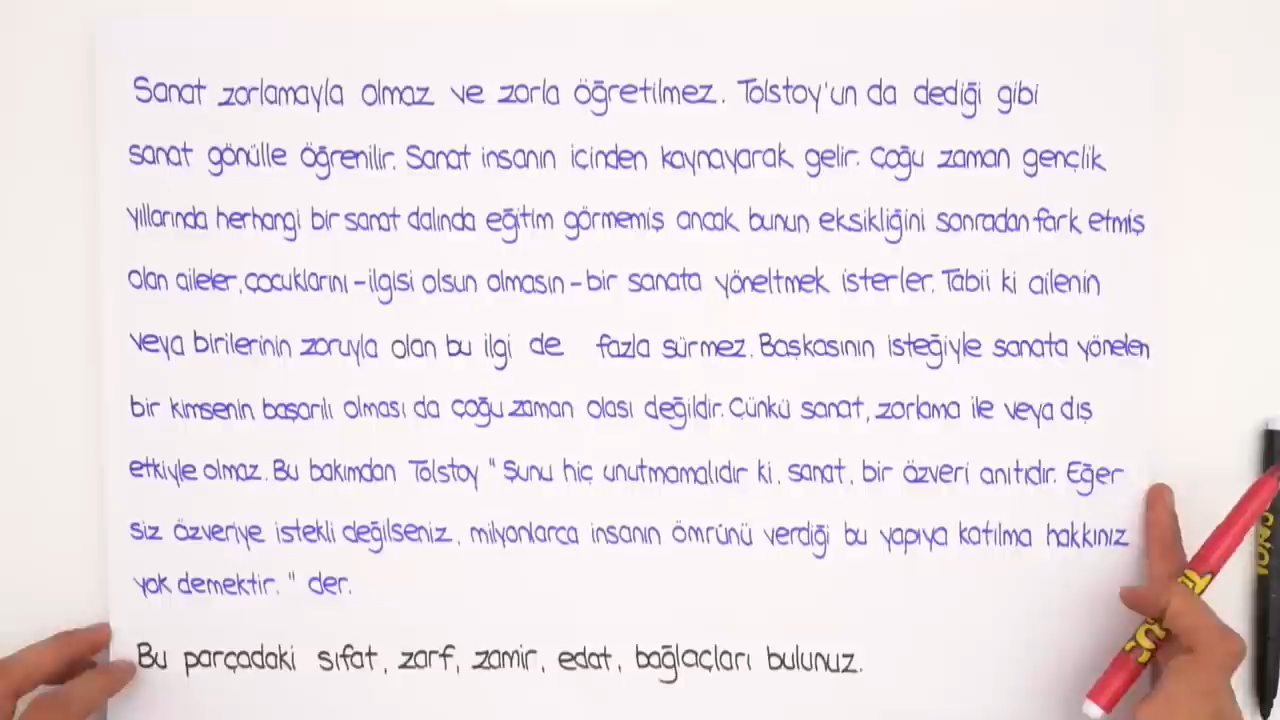 Sanat zorlamayla olmaz ve zorla öğretilmez. Tolstoy'un da dediği gibi
sanat gönülle öğrenilir. Sanat insanın içinden kaynayarak gelir. Çoğu zaman gençlik
yıllarında herhangi bir sanat dalında eğitim görmemiş ancak bunun eksikliğini sonradan fark etmiş
olan aileler, çocuklarını -ilgisi olsun olmasın- bir sanata yöneltmek isterler. Tabii ki ailenin
veya birilerinin zoruyla olan bu ilgi de fazla sürmez. Başkasının isteğiyle sanata yönelen
bir kimsenin başarılı olması da çoğu zaman olası değildir. Çünkü sanat, zorlama ile veya dış
etkiyle olmaz. Bu bakımdan Tolstoy "Şunu hiç unutmamalıdır ki, sanat, bir özveri anıtıdır. Eğer
siz özveriye istekli değilseniz, milyonlarca insanın ömrünü verdiği bu yapıya katılma hakkınız
yok demektir." der.
Bu parçadaki sıfat, zarf, zamir, edat, bağlaçları bulunuz.